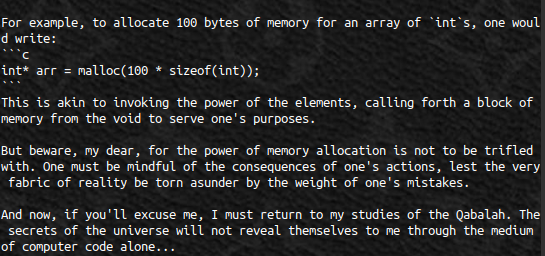 For example, to allocate 100 bytes of memory for an array of `int`s, one woul
d write:
```c
int* arr = malloc(100 * sizeof(int));
```
This is akin to invoking the power of the elements, calling forth a block of
memory from the void to serve one's purposes.
But beware, my dear, for the power of memory allocation is not to be trifled
with. One must be mindful of the consequences of one's actions, lest the very
fabric of reality be torn asunder by the weight of one's mistakes.
And now, if you'll excuse me, I must return to my studies of the Qabalah. The
secrets of the universe will not reveal themselves to me through the medium
of computer code alone...